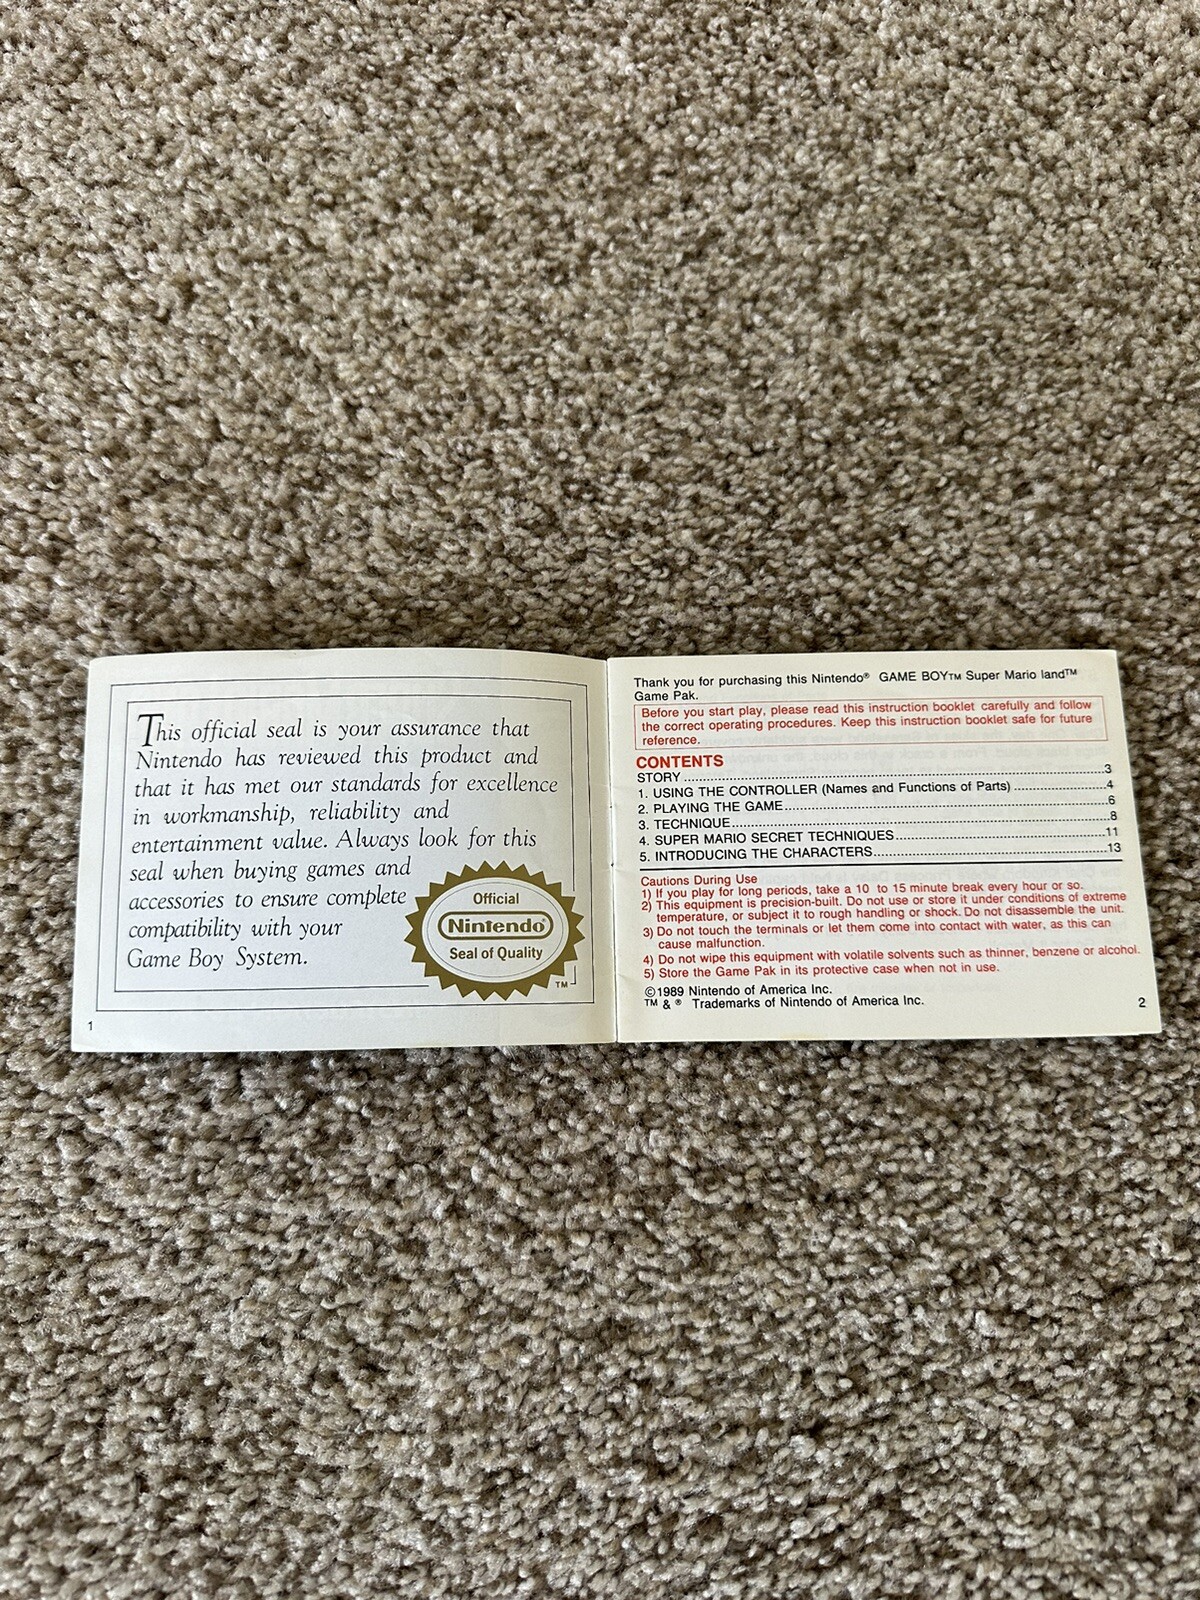 This official seal is your assurance that
Nintendo has reviewed this product and
that it has met our standards for excellence
in workmanship, reliability and
entertainment value. Always look for this
seal when buying games and
accessories to ensure complete
compatibility with your
Game Boy System.
Official
Nintendo®
Seal of Quality
TM
1
Thank you for purchasing this Nintendo® GAME BOY™ Super Mario land™
Game Pak.
Before you start play, please read this instruction booklet carefully and follow
the correct operating procedures. Keep this instruction booklet safe for future
reference.
CONTENTS
STORY...3
1. USING THE CONTROLLER (Names and Functions of Parts)...4
2. PLAYING THE GAME...6
3. TECHNIQUE...8
4. SUPER MARIO SECRET TECHNIQUES...11
5. INTRODUCING THE CHARACTERS...13
Cautions During Use
1) If you play for long periods, take a 10 to 15 minute break every hour or so.
2) This equipment is precision-built. Do not use or store it under conditions of extreme
temperature, or subject it to rough handling or shock. Do not disassemble the unit.
3) Do not touch the terminals or let them come into contact with water, as this can
cause malfunction.
4) Do not wipe this equipment with volatile solvents such as thinner, benzene or alcohol.
5) Store the Game Pak in its protective case when not in use.
©1989 Nintendo of America Inc.
TM & ® Trademarks of Nintendo of America Inc.
2